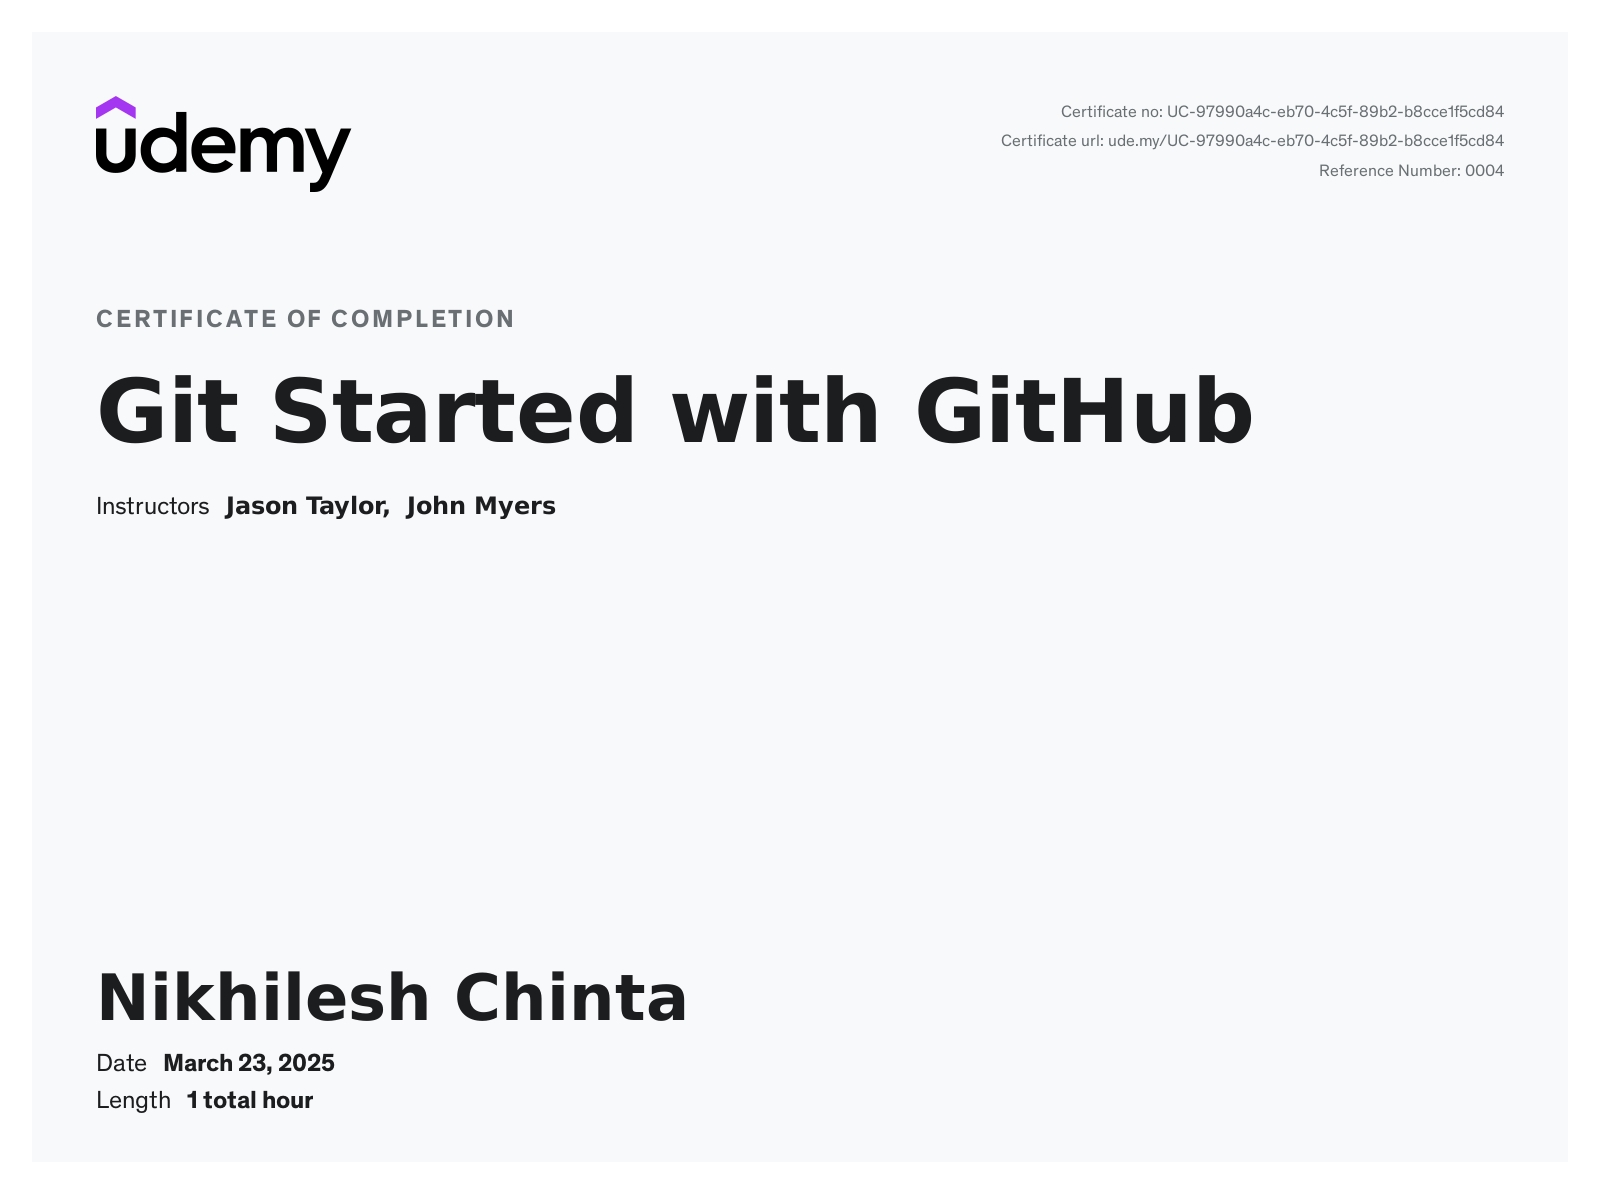 udemy
Certificate no: UC-97990a4c-eb70-4c5f-89b2-b8cce1f5cd84
Certificate url: ude.my/UC-97990a4c-eb70-4c5f-89b2-b8cce1f5cd84
Reference Number: 0004
CERTIFICATE OF COMPLETION
Git Started with GitHub
Instructors Jason Taylor, John Myers
Nikhilesh Chinta
Date March 23, 2025
Length 1 total hour